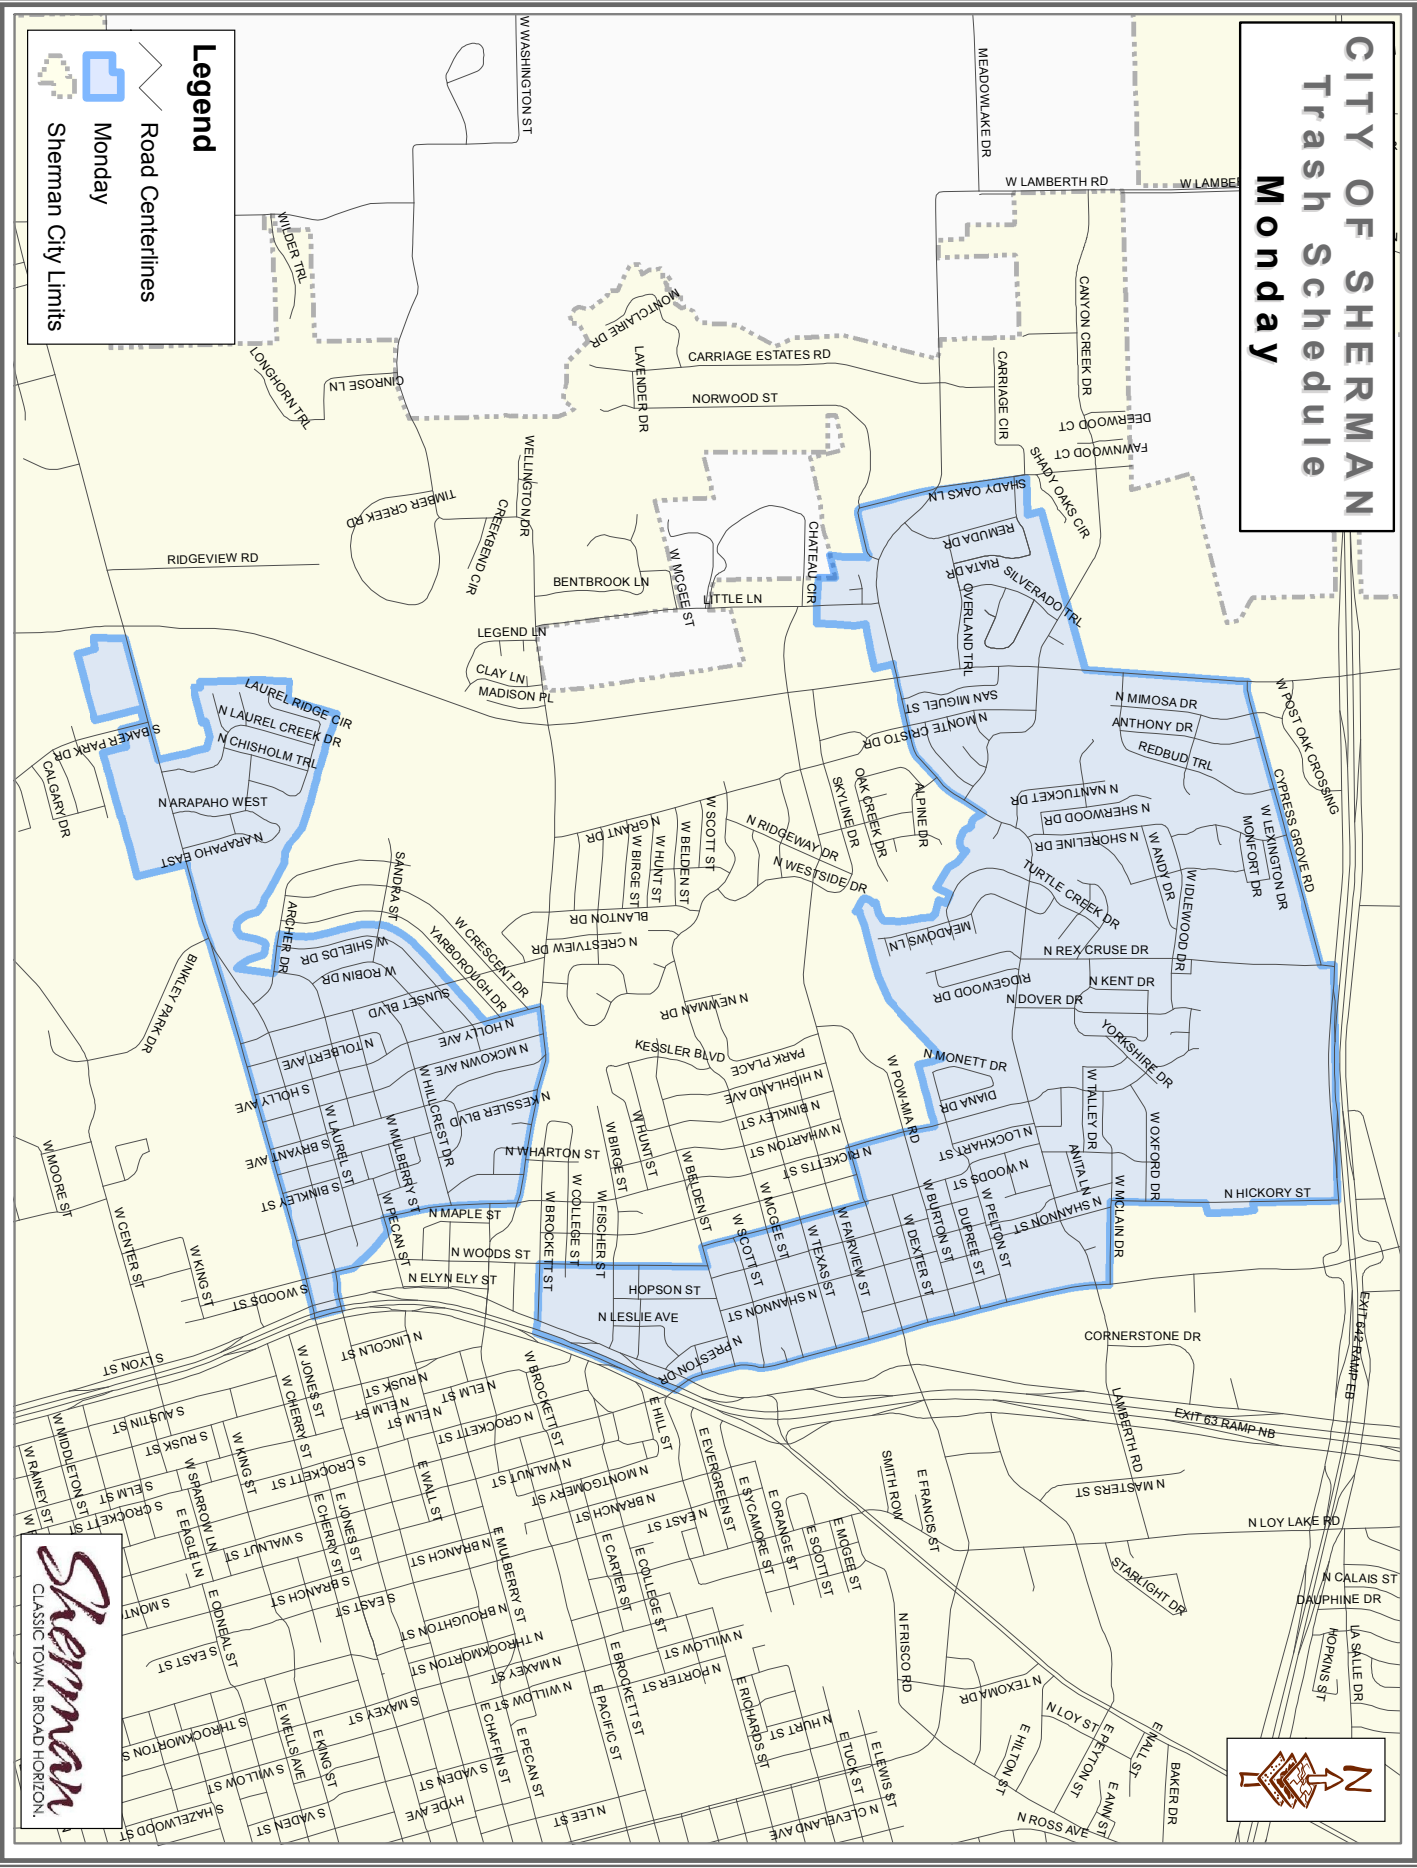 CITY OF SHERMAN
Trash Schedule
Monday
Legend
Road Centerlines
Monday
Sherman City Limits
W WASHINGTON ST
MEADOWLAKE DR
W LAMBERTH RD
WILDER TRL
MONTCLAIRE DR
LAVENDER DR
CARRIAGE ESTATES RD
NORWOOD ST
CARRIAGE CIR
CANYON CREEK DR
DEERWOOD CT
FAWNWOOD CT
SHADY OAKS CIR
SHADY OAKS LN
LONGHORN TRL
GINROSE LN
TIMBER CREEK RD
WELLINGTON DR
CREEKBEND CIR
RIDGEVIEW RD
BENTBROOK LN
W MCGEE ST
LITTLE LN
CHATEAU CIR
REMUDA DR
RIATA DR
SILVERADO TRL
OVERLAND TRL
LEGEND LN
CLAY LN
MADISON PL
SAN MIGUEL ST
N MONTE CRISTO DR
N MIMOSA DR
ANTHONY DR
REDBUD TRL
W POST OAK CROSSING
CYPRESS GROVE RD
LAUREL RIDGE CIR
N LAUREL CREEK DR
N CHISHOLM TRL
S BAKER PARK DR
CALGARY DR
N ARAPAHO WEST
N ARAPAHO EAST
N GRANT DR
W BIRGE ST
W HUNT ST
W BELDEN ST
W SCOTT ST
N RIDGEWAY DR
N WESTSIDE DR
SKYLINE DR
OAK CREEK DR
ALPINE DR
N NANTUCKET DR
N SHERWOOD DR
N SHORELINE DR
W ANDY DR
W IDLEWOOD DR
MONFORT DR
W LEXINGTON DR
TURTLE CREEK DR
MEADOWS LN
N REX CRUSE DR
RIDGEWOOD DR
N KENT DR
N DOVER DR
YORKSHIRE DR
SANDRA ST
ARCHER DR
W SHIELDS DR
W ROBIN DR
SUNSET BLVD
W CRESCENT DR
YARBOROUGH DR
BLANTON DR
N CRESTVIEW DR
N NEWMAN DR
BINKLEY PARK DR
N TOLBERT AVE
N HOLLY AVE
N MCKOWN AVE
N KESSLER BLVD
W HILLCREST DR
S HOLLY AVE
W LAUREL ST
W MULBERRY ST
S BRYANT AVE
S BINKLEY ST
W PECAN ST
KESSLER BLVD
PARK PLACE
N HIGHLAND AVE
N BINKLEY ST
N WHARTON ST
N RICKETTS ST
W POW-MIA RD
N MONETT DR
DIANA DR
N LOCKHART ST
N WOODS ST
W TALLEY DR
ANITA LN
W OXFORD DR
W MCLAIN DR
N SHANNON ST
N HICKORY ST
W MOORE ST
W CENTER ST
W KING ST
S WOODS ST
N WHARTON ST
W BIRGE ST
W HUNT ST
W BELDEN ST
N MAPLE ST
N WOODS ST
N ELY
N ELY ST
W BROCKETT ST
W COLLEGE ST
W FISCHER ST
HOPSON ST
N LESLIE AVE
W SCOTT ST
W MCGEE ST
W TEXAS ST
W FAIRVIEW ST
W DEXTER ST
W BURTON ST
DUPREE ST
W PELTON ST
N SHANNON ST
N PRESTON DR
CORNERSTONE DR
EXIT 642 RAMP EB
EXIT 63 RAMP NB
LAMBERTH RD
S LYON ST
N LINCOLN ST
W JONES ST
W CHERRY ST
N RUSK ST
N ELM ST
N ELM ST
N ELM ST
N CROCKETT ST
W BROCKETT ST
N WALNUT ST
N MONTGOMERY ST
N BRANCH ST
N EAST ST
E HILL ST
E EVERGREEN ST
E SYCAMORE ST
E ORANGE ST
E SCOTT ST
E MCGEE ST
SMITH ROW
E FRANCIS ST
N MASTERS ST
N LOY LAKE RD
STARLIGHT DR
N CALAIS ST
DAUPHINE DR
HOPKINS ST
LA SALLE DR
W RAINEY ST
W MIDDLETON ST
S AUSTIN ST
S RUSK ST
S ELM ST
S CROCKETT ST
W KING ST
W SPARROW LN
E EAGLE LN
S CROCKETT ST
E JONES ST
E CHERRY ST
S WALNUT ST
S BRANCH ST
S EAST ST
E WALL ST
N BRANCH ST
E MULBERRY ST
N BROUGHTON ST
N THROCKMORTON ST
N MAXEY ST
N WILLOW ST
E CARTER ST
E COLLEGE ST
E BROCKETT ST
E PACIFIC ST
N WILLOW ST
N PORTER ST
E RICHARDS ST
N HURT ST
E TUCK ST
E LEWIS ST
N CLEVELAND AVE
N FRISCO RD
N TEXOMA DR
N LOY ST
E HILTON ST
E PEYTON ST
E WALL ST
E ANN ST
N ROSS AVE
BAKER DR
E ODNEAL ST
S EAST ST
S THROCKMORTON S
S WILLOW ST
S HAZELWOOD ST
E WELLS AVE
E KING ST
S MAXEY ST
S VADEN ST
S VADEN ST
HYDE AVE
E CHAFFIN ST
E PECAN ST
N LEE ST
Sherman
CLASSIC TOWN. BROAD HORIZON.
N